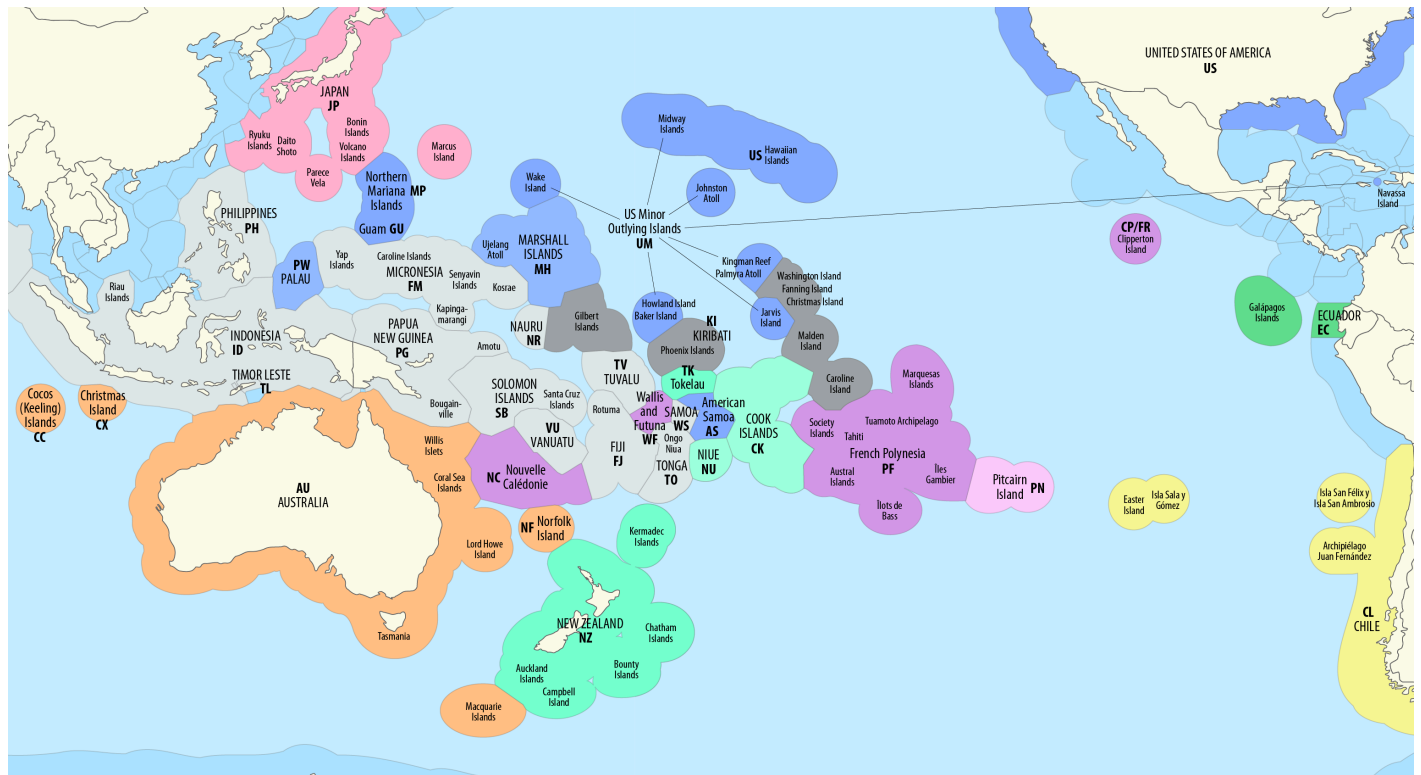 UNITED STATES OF AMERICA
US
JAPAN
JP
Ryuku
Islands
Daito
Shoto
Bonin
Islands
Volcano
Islands
Parece
Vela
Marcus
Island
Midway
Islands
US Hawaiian
Islands
Northern
Mariana MP
Islands
Guam GU
Wake
Island
Johnston
Atoll
Navassa
Island
PHILIPPINES
PH
US Minor
Outlying Islands
UM
CP/FR
Clipperton
Island
PW
PALAU
Yap
Islands
Caroline Islands
MICRONESIA
FM
Senyavin
Islands
Kosrae
Ujelang
Atoll
MARSHALL
ISLANDS
MH
Kingman Reef
Palmyra Atoll
Washington Island
Fanning Island
Christmas Island
Riau
Islands
Kapinga-
marangi
Gilbert
Islands
Howland Island
Baker Island
Jarvis
Island
Galápagos
Islands
ECUADOR
EC
INDONESIA
ID
PAPUA
NEW GUINEA
PG
Amotu
NAURU
NR
KI
KIRIBATI
Phoenix Islands
Malden
Island
TIMOR LESTE
TL
TV
TUVALU
TK
Tokelau
Caroline
Island
Marquesas
Islands
Cocos
(Keeling)
Islands
CC
Christmas
Island
CX
Bougain-
ville
SOLOMON
ISLANDS
SB
Santa Cruz
Islands
Rotuma
Wallis
and
Futuna
WF
SAMOA
WS
American
Samoa
AS
COOK
ISLANDS
CK
Society
Islands
Tuamoto Archipelago
Tahiti
French Polynesia
PF
Willis
Islets
VU
VANUATU
FIJI
FJ
Ongo
Niua
TONGA
TO
NIUE
NU
Austral
Islands
Îles
Gambier
Îlots de
Bass
Pitcairn
Island PN
AU
AUSTRALIA
Coral Sea
Islands
NC Nouvelle
Calédonie
Easter
Island
Isla Sala y
Gómez
Isla San Félix y
Isla San Ambrosio
Lord Howe
Island
NF Norfolk
Island
Kermadec
Islands
Archipiélago
Juan Fernández
CL
CHILE
Tasmania
NEW ZEALAND
NZ
Chatham
Islands
Auckland
Islands
Campbell
Island
Bounty
Islands
Macquarie
Islands